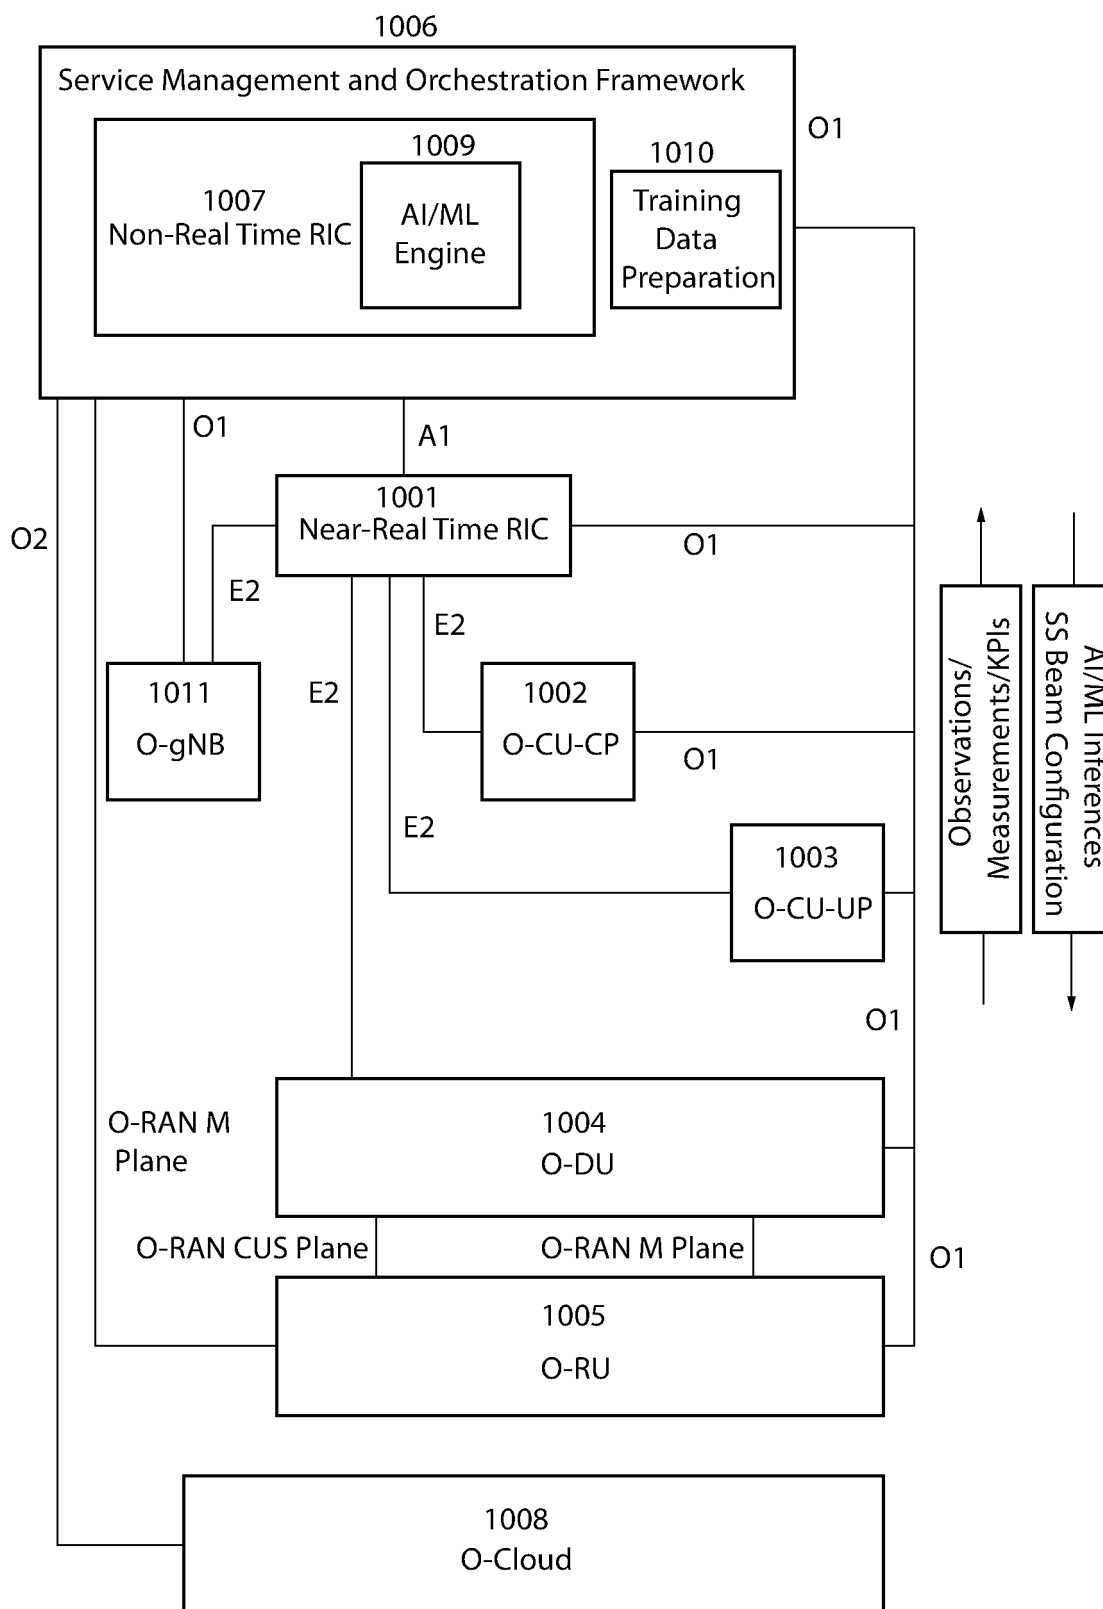 1006
Service Management and Orchestration Framework
O1
1009
1010
1007
Non-Real Time RIC
AI/ML
Engine
Training
Data
Preparation
O1
A1
1001
Near-Real Time RIC
O2
O1
E2
E2
1011
O-gNB
E2
1002
O-CU-CP
O1
Observations/
Measurements/KPIs
AI/ML Inferences
SS Beam Configuration
E2
1003
O-CU-UP
O1
O-RAN M
Plane
1004
O-DU
O-RAN CUS Plane
O-RAN M Plane
O1
1005
O-RU
1008
O-Cloud